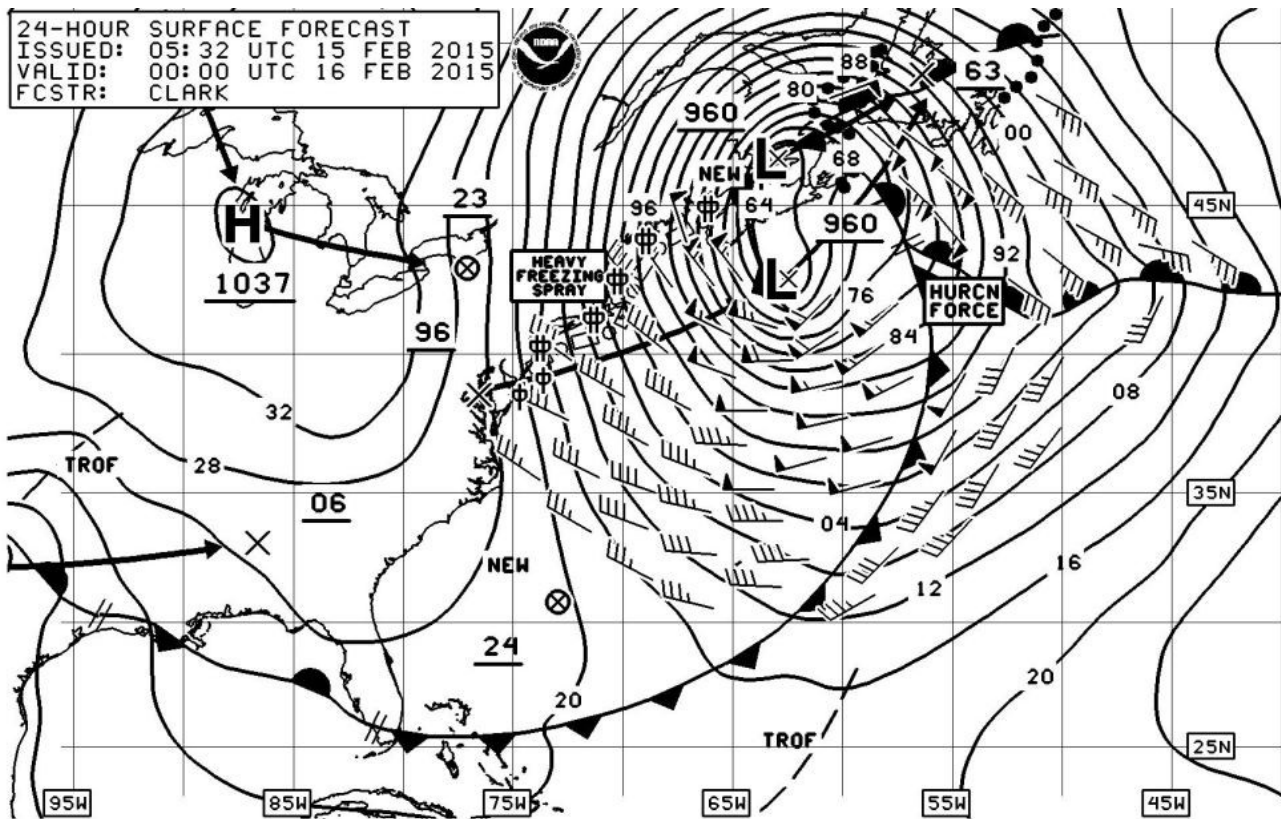 24-HOUR SURFACE FORECAST
ISSUED: 05:32 UTC 15 FEB 2015
VALID: 00:00 UTC 16 FEB 2015
FCSTR: CLARK
NOAA
88
80
63
960
00
L
68
NEW
H
23
96
64
960
45N
1037
HEAVY
FREEZING
SPRAY
L
92
76
HURCN
FORCE
96
84
32
08
TROF
28
06
35N
04
NEW
16
12
24
20
20
TROF
25N
95W
85W
75W
65W
55W
45W